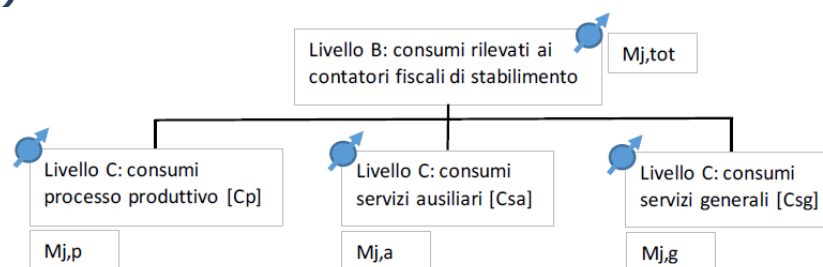 )
Livello B: consumi rilevati ai
contatori fiscali di stabilimento
Mj,tot
Livello C: consumi
processo produttivo [Cp]
Livello C: consumi
servizi ausiliari [Csa]
Livello C: consumi
servizi generali [Csg]
Mj,p
Mj,a
Mj,g